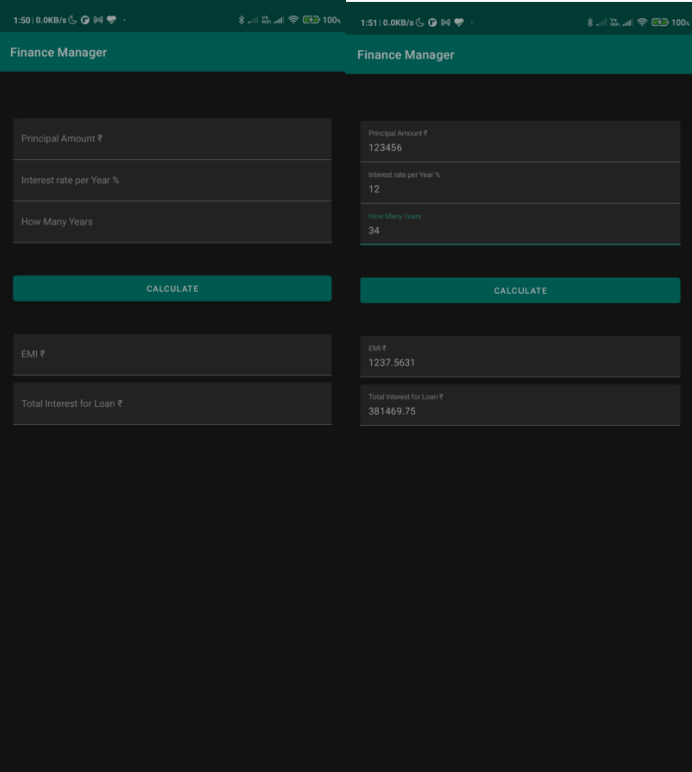 1:50 | 0.0KB/s
100%
Finance Manager
Principal Amount ₹
Interest rate per Year %
How Many Years
CALCULATE
EMI ₹
Total Interest for Loan ₹
1:51 | 0.0KB/s
100%
Finance Manager
Principal Amount ₹
123456
Interest rate per Year %
12
How Many Years
34
CALCULATE
EMI ₹
1237.5631
Total Interest for Loan ₹
381469.75